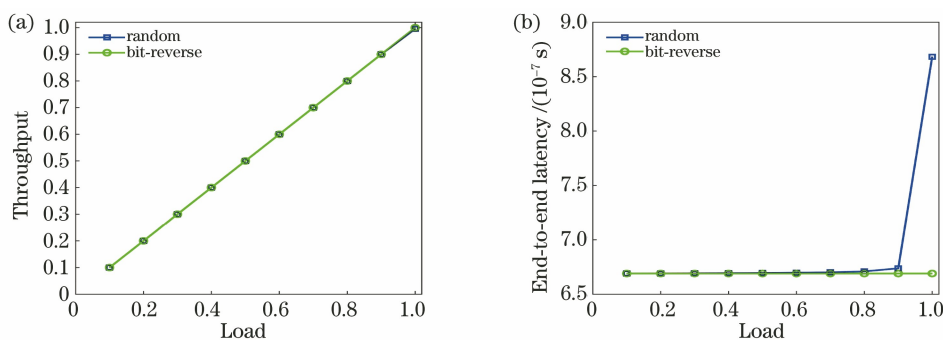 (a)
random
bit-reverse
1.0
0.9
0.8
0.7
0.6
0.5
0.4
0.3
0.2
0.1
0
Throughput
0 0.2 0.4 0.6 0.8 1.0
Load
(b)
random
bit-reverse
9.0
8.5
8.0
7.5
7.0
6.5
End-to-end latency /(10⁻⁷ s)
0 0.2 0.4 0.6 0.8 1.0
Load